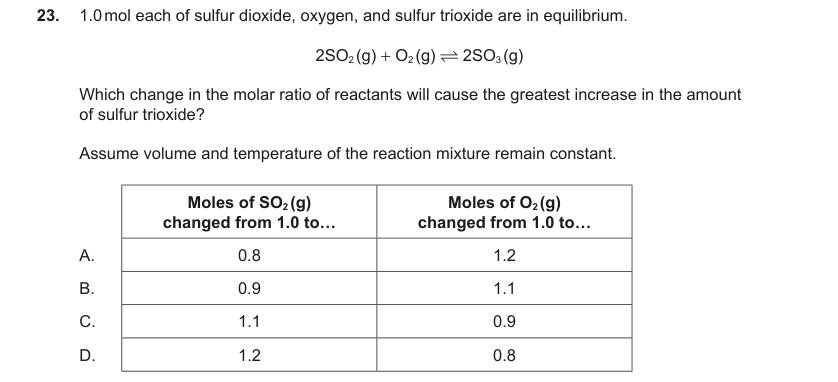 23. 1.0 mol each of sulfur dioxide, oxygen, and sulfur trioxide are in equilibrium.
2SO₂ (g) + O₂ (g) ⇌ 2SO₃ (g)
Which change in the molar ratio of reactants will cause the greatest increase in the amount
of sulfur trioxide?
Assume volume and temperature of the reaction mixture remain constant.
Moles of SO₂ (g) changed from 1.0 to… Moles of O₂ (g) changed from 1.0 to…
A. 0.8 1.2
B. 0.9 1.1
C. 1.1 0.9
D. 1.2 0.8